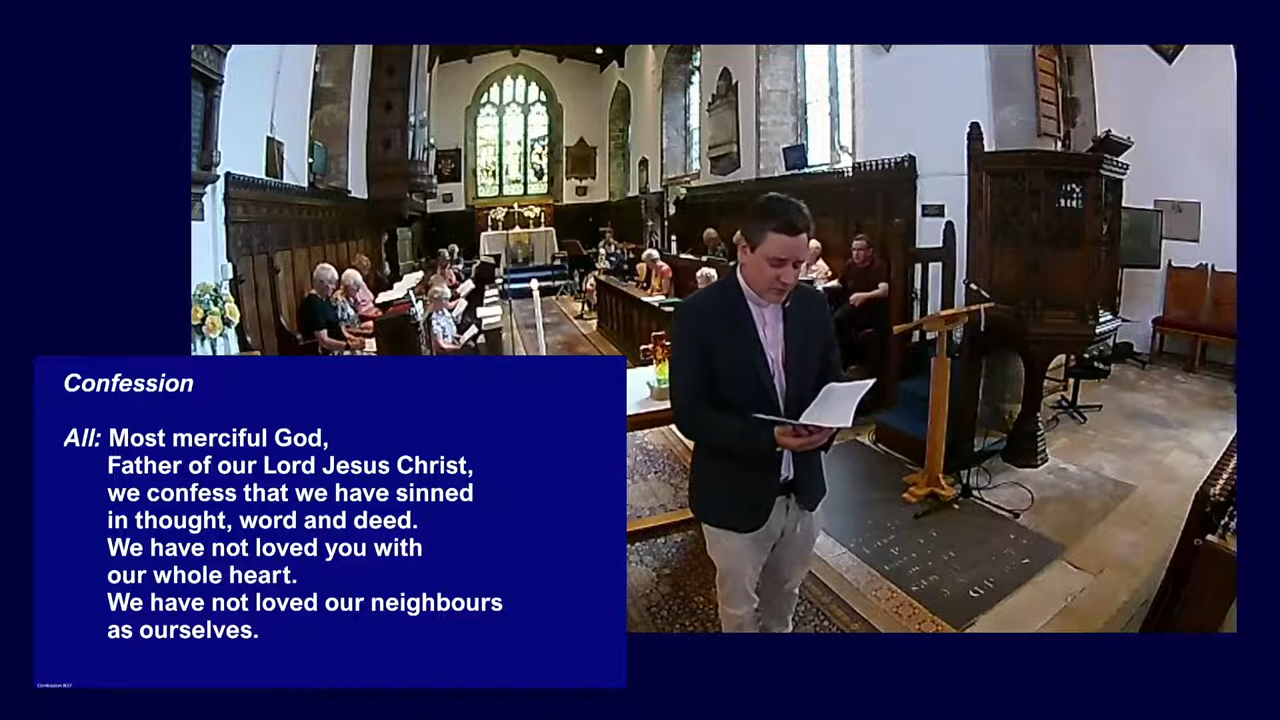 Confession
All: Most merciful God,
Father of our Lord Jesus Christ,
we confess that we have sinned
in thought, word and deed.
We have not loved you with
our whole heart.
We have not loved our neighbours
as ourselves.